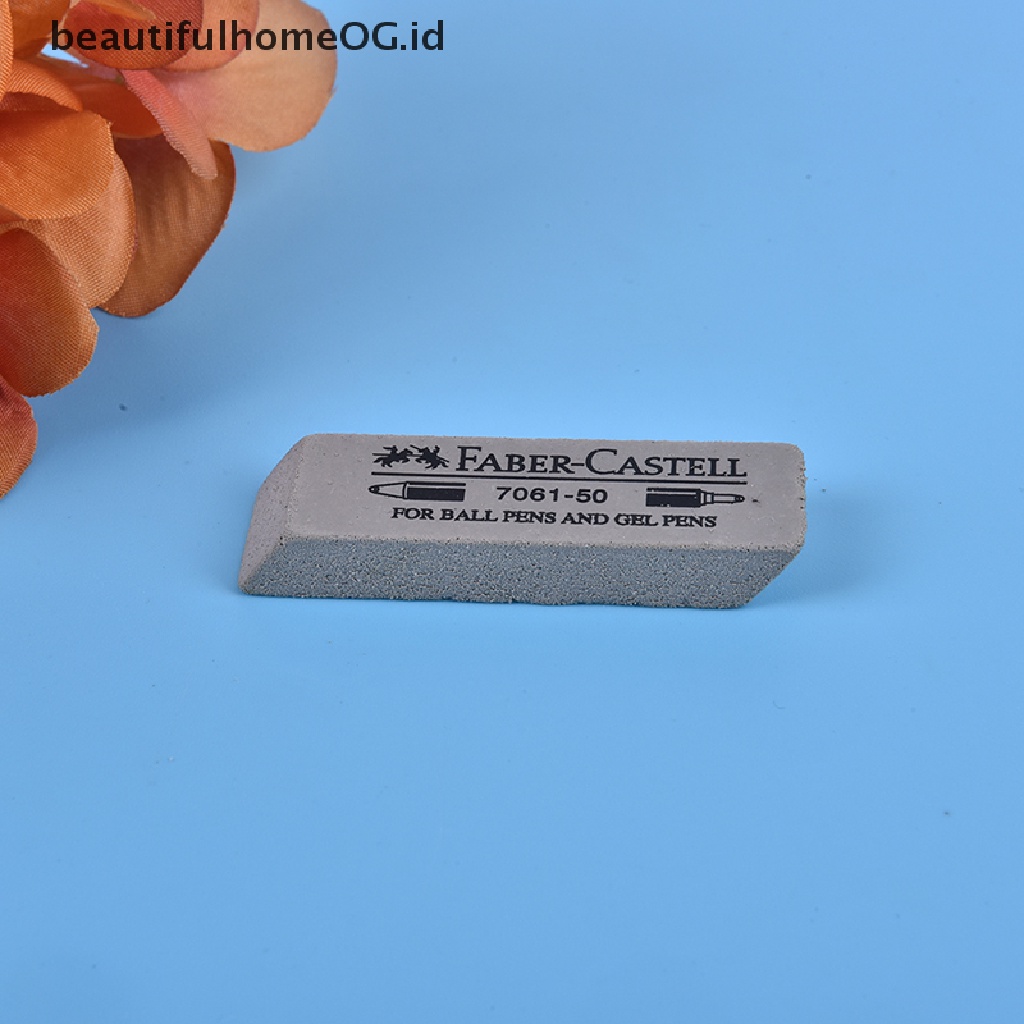 beautifulhomeOG.id
FABER-CASTELL
7061-50
FOR BALL PENS AND GEL PENS